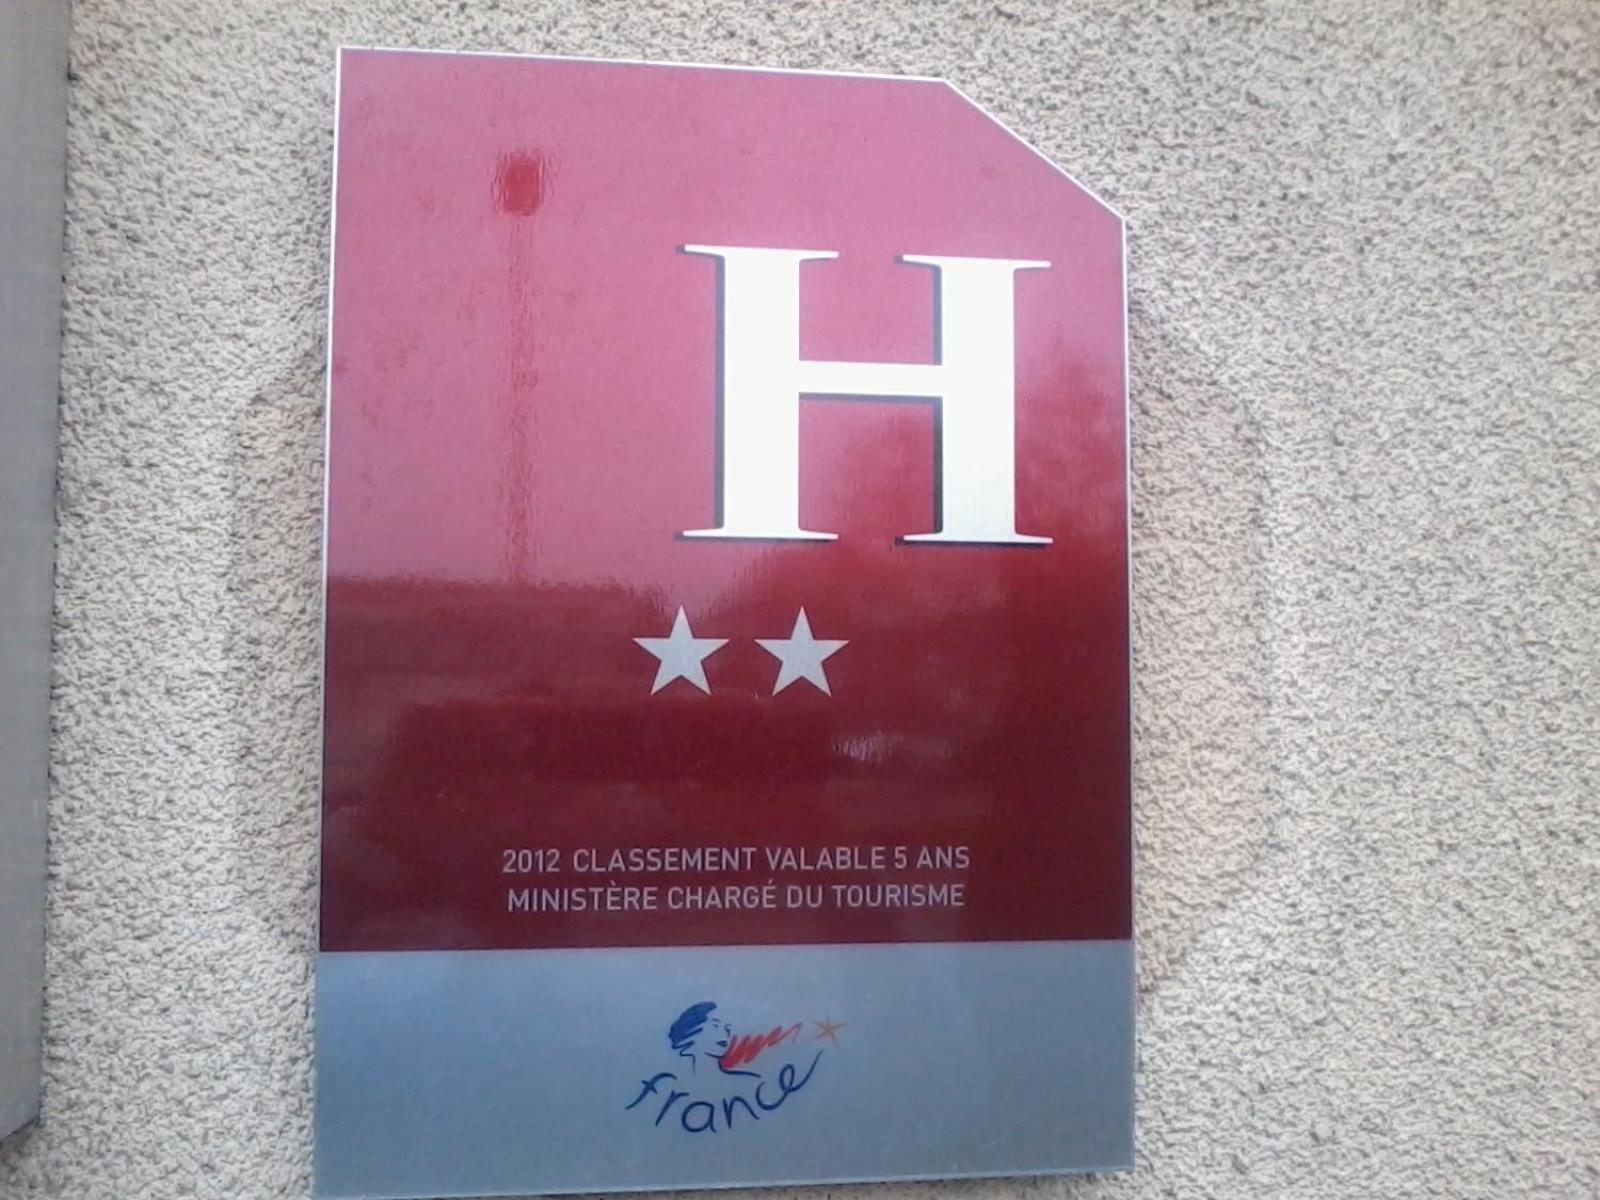 H
2012 CLASSEMENT VALABLE 5 ANS
MINISTÈRE CHARGÉ DU TOURISME
france